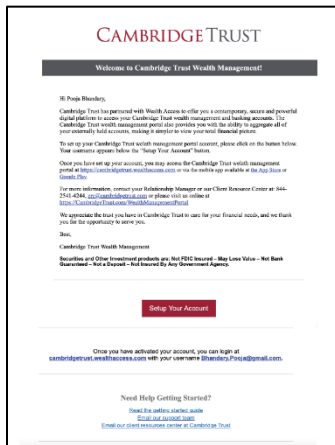 CAMBRIDGE TRUST
Welcome to Cambridge Trust Wealth Management!
Hi Pooja Bhandary,
Cambridge Trust has partnered with Wealth Access to offer you a contemporary, secure and powerful
digital platform to access your Cambridge Trust wealth management and banking accounts. The
Cambridge Trust wealth management portal also provides you with the ability to aggregate all of
your externally held accounts, making it simpler to view your total financial picture.
To set up your Cambridge Trust wealth management portal account, please click on the button below.
Your username appears below the "Setup Your Account" button.
Once you have set up your account, you may access the Cambridge Trust wealth management
portal at https://cambridgetrust.wealthaccess.com or via the mobile app available at the App Store or
Google Play.
For more information, contact your Relationship Manager or our Client Resource Center at: 844-
2541-4244, crc@cambridgetrust.com or please visit us online at
https://CambridgeTrust.com/WealthManagementPortal
We appreciate the trust you have in Cambridge Trust to care for your financial needs, and we thank
you for the opportunity to serve you.
Best,
Cambridge Trust Wealth Management
Securities and Other Investment products are: Not FDIC Insured – May Lose Value – Not Bank
Guaranteed – Not a Deposit – Not Insured By Any Government Agency.
Setup Your Account
Once you have activated your account, you can login at
cambridgetrust.wealthaccess.com with your username Bhandary.Pooja@gmail.com.
Need Help Getting Started?
Read the getting started guide
Email our support team
Email our client resources center at Cambridge Trust